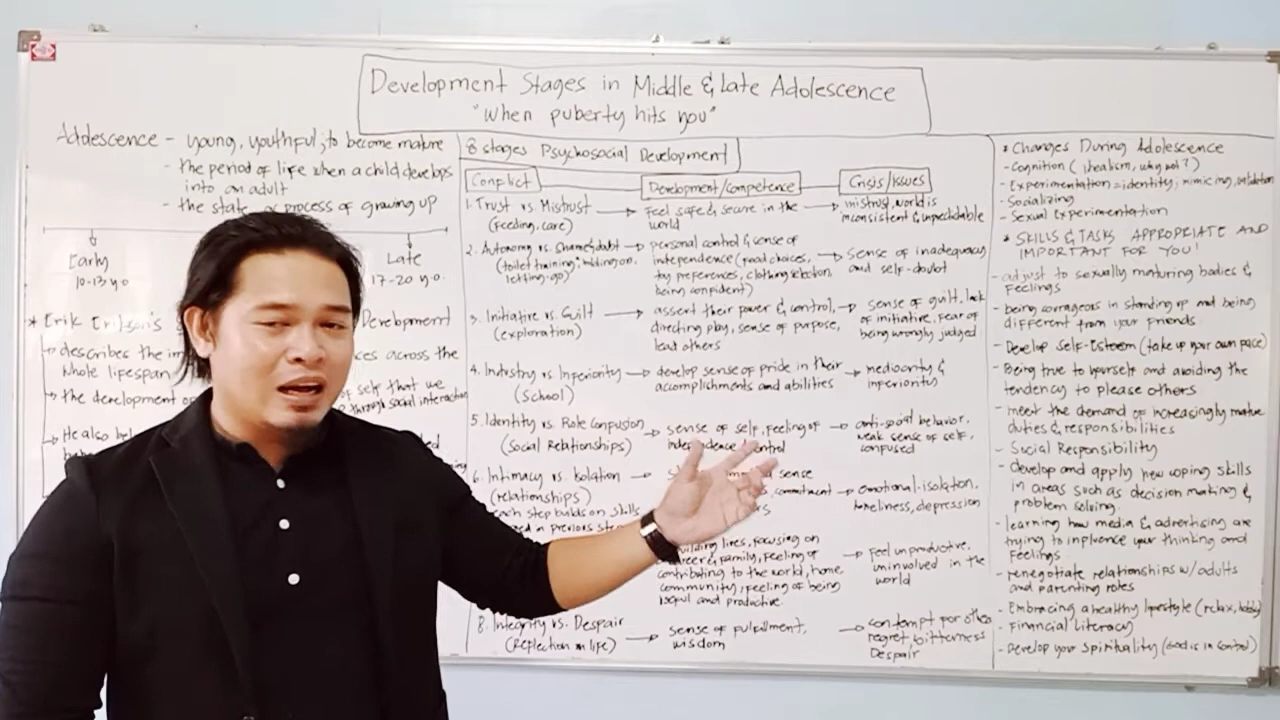 Development Stages in Middle & Late Adolescence
"When puberty hits you"
Adolescence - young, youthful, to become mature
- the period of life when a child develops
into an adult
- the state or process of growing up
Early
10-13 y.o
Late
17-20 y.o.
* Erik Erikson's
Development
describes the
across the
whole lifespan
the development
of self that we
through social interaction
He also
8 stages Psychosocial Development
Conflict
Development/competence
Crisis/Issues
1. Trust vs. Mistrust
(Feeding, care)
Feel safe & secure in the
world
mistrust, world is
inconsistent & unpredictable
2. Autonomy vs. Shame & dubt
(toilet training, holding on,
letting-go)
personal control & sense of
independence (food choices,
toy preferences, clothing selection
being confident)
Sense of inadequacy
and self-doubt
3. Initiative vs. Guilt
(exploration)
assert their power & control,
directing play, sense of purpose,
lead others
sense of guilt, lack
of initiative, fear of
being wrongly judged
4. Industry vs Inferiority
(School)
develop sense of pride in their
accomplishments and abilities
mediocrity &
inferiority
5. Identity vs. Role Confusion
(Social Relationships)
sense of self, feeling of
anti-social behavior,
weak sense of self,
confused
6. Intimacy vs. Isolation
(relationships)
each step builds on skills
in previous
sense
commitment
emotional isolation,
loneliness, depression
building lives, focusing on
career, family, feeling of
contributing to the world, home,
community, feeling of being
useful and productive.
feel unproductive,
uninvolved in the
world
8. Integrity vs. Despair
(Reflection on life)
sense of fulfillment,
wisdom
contempt for others
regret, bitterness
Despair
* Changes During Adolescence
- Cognition (idealism, why not?)
- Experimentation = identity, mimicing, validation
- Socializing
- Sexual Experimentation
* SKILLS & TASKS APPROPRIATE AND
IMPORTANT FOR YOU!
- adjust to sexually maturing bodies &
feelings
- being courageous in standing up and being
different from your friends.
- Develop Self-Esteem (take up your own pace)
- Being true to yourself and avoiding the
tendency to please others
- meet the demand of increasingly mature
duties & responsibilities
- Social Responsibility
- develop and apply new coping skills
in areas such as decision making &
problem solving.
- learning how media & advertising are
trying to influence your thinking and
feelings
- renegotiate relationships w/ adults
and parenting roles
- Embracing a healthy lifestyle (relax, hobby)
- Financial literacy
- Develop your Spirituality (God is in control)